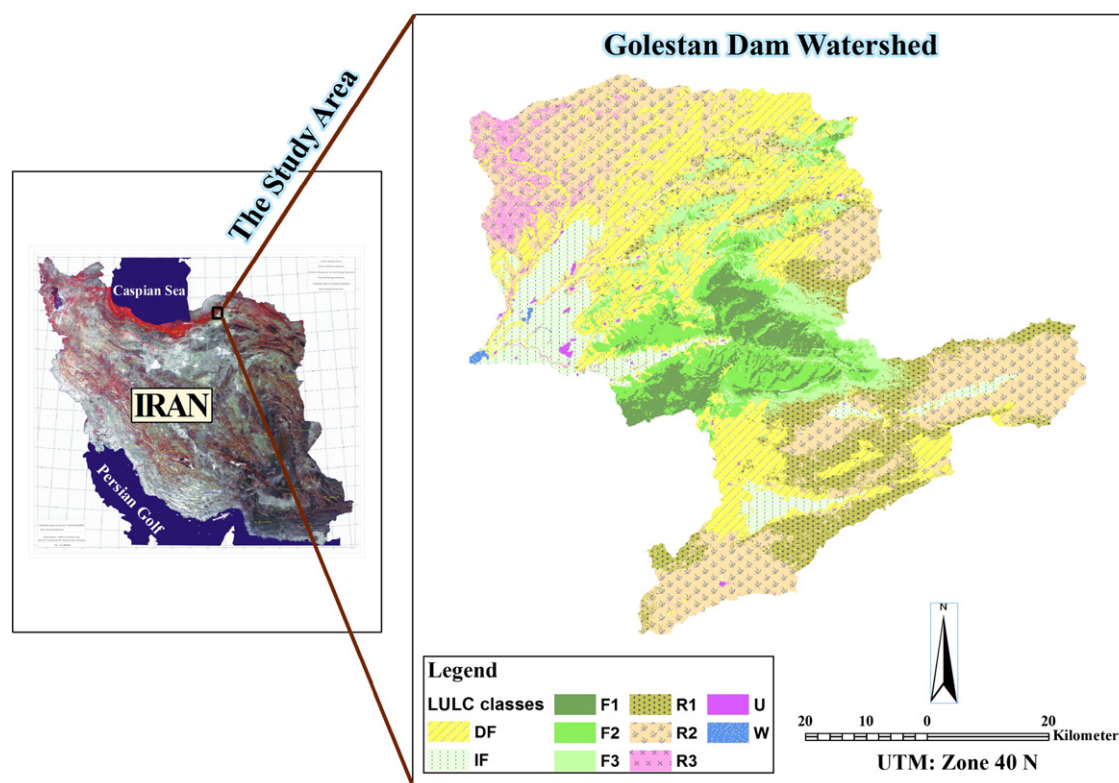 Golestan Dam Watershed
The Study Area
Caspian Sea
IRAN
Persian Golf
N
Legend
LULC classes
DF
IF
F1
F2
F3
R1
R2
R3
U
W
20 10 0 20
Kilometer
UTM: Zone 40 N